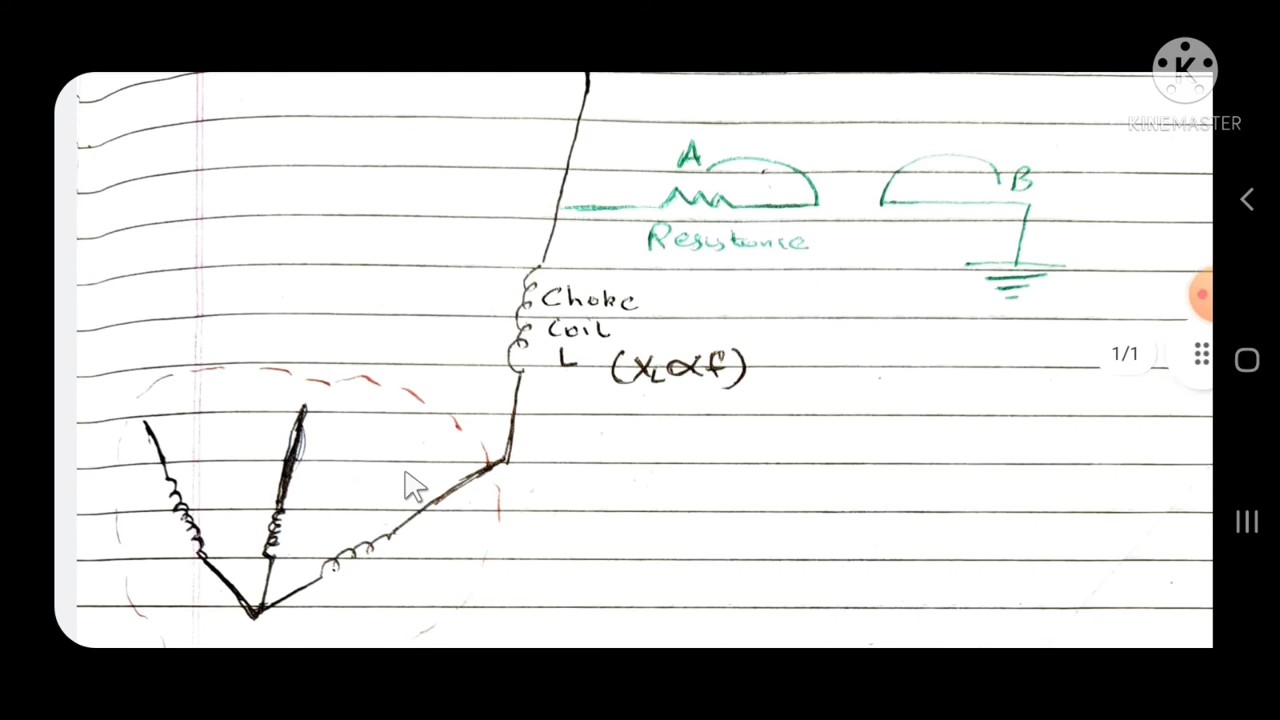 K
KINEMASTER
A
B
Resistance
Choke
Coil
L (XL∝f)
1/1